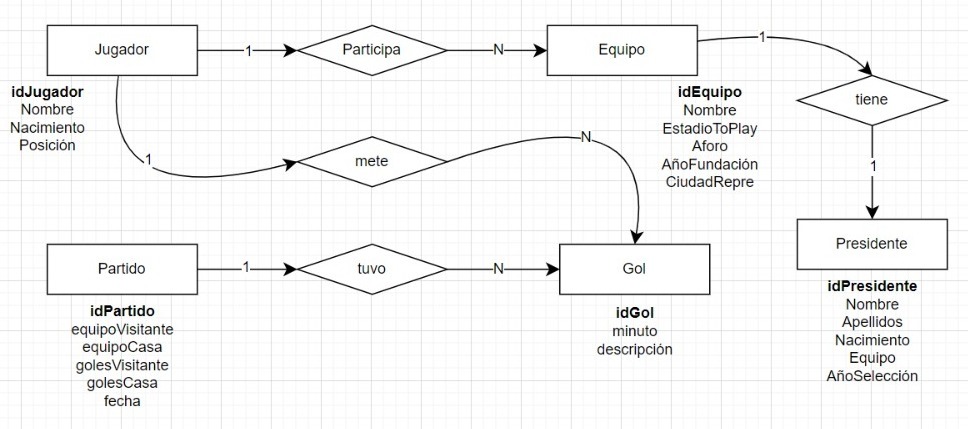 Jugador
1
Participa
N
Equipo
1
tiene
1
Presidente
idJugador
Nombre
Nacimiento
Posición
idEquipo
Nombre
EstadioToPlay
Aforo
AñoFundación
CiudadRepre
1
mete
N
Partido
1
tuvo
N
Gol
idPartido
equipoVisitante
equipoCasa
golesVisitante
golesCasa
fecha
idGol
minuto
descripción
idPresidente
Nombre
Apellidos
Nacimiento
Equipo
AñoSelección